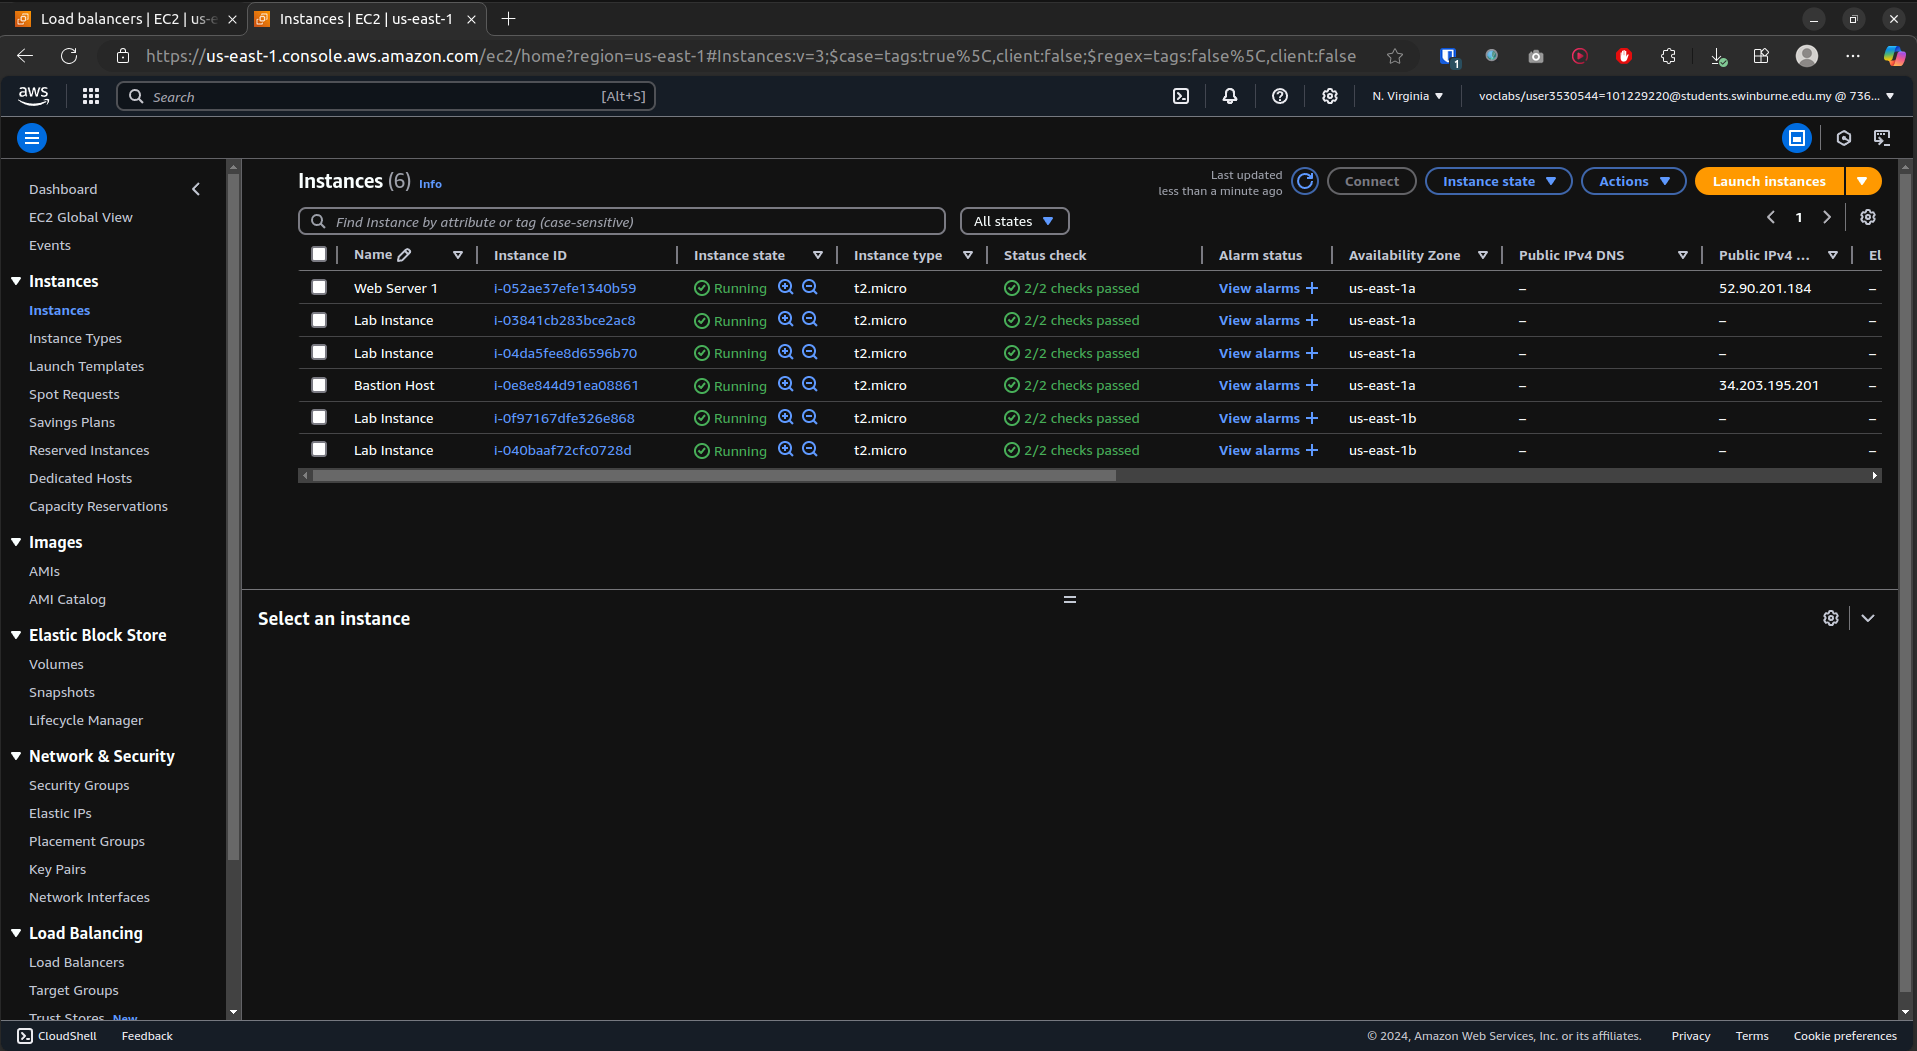 Load balancers | EC2 | us-e
Instances | EC2 | us-east-1
https://us-east-1.console.aws.amazon.com/ec2/home?region=us-east-1#Instances:v=3;$case=tags:true%5C,client:false;$regex=tags:false%5C,client:false
1
aws
Search
[Alt+S]
N. Virginia
voclabs/user3530544=101229220@students.swinburne.edu.my @ 736...
Dashboard
EC2 Global View
Events
Instances
Instances
Instance Types
Launch Templates
Spot Requests
Savings Plans
Reserved Instances
Dedicated Hosts
Capacity Reservations
Images
AMIs
AMI Catalog
Elastic Block Store
Volumes
Snapshots
Lifecycle Manager
Network & Security
Security Groups
Elastic IPs
Placement Groups
Key Pairs
Network Interfaces
Load Balancing
Load Balancers
Target Groups
Trust Stores New
Instances (6) Info
Last updated
less than a minute ago
Connect
Instance state
Actions
Launch instances
Find Instance by attribute or tag (case-sensitive)
All states
1
Name Instance ID Instance state Instance type Status check Alarm status Availability Zone Public IPv4 DNS Public IPv4 ... El
Web Server 1 i-052ae37efe1340b59 Running t2.micro 2/2 checks passed View alarms + us-east-1a – 52.90.201.184 –
Lab Instance i-03841cb283bce2ac8 Running t2.micro 2/2 checks passed View alarms + us-east-1a – – –
Lab Instance i-04da5fee8d6596b70 Running t2.micro 2/2 checks passed View alarms + us-east-1a – – –
Bastion Host i-0e8e844d91ea08861 Running t2.micro 2/2 checks passed View alarms + us-east-1a – 34.203.195.201 –
Lab Instance i-0f97167dfe326e868 Running t2.micro 2/2 checks passed View alarms + us-east-1b – – –
Lab Instance i-040baaf72cfc0728d Running t2.micro 2/2 checks passed View alarms + us-east-1b – – –
Select an instance
CloudShell
Feedback
© 2024, Amazon Web Services, Inc. or its affiliates.
Privacy
Terms
Cookie preferences